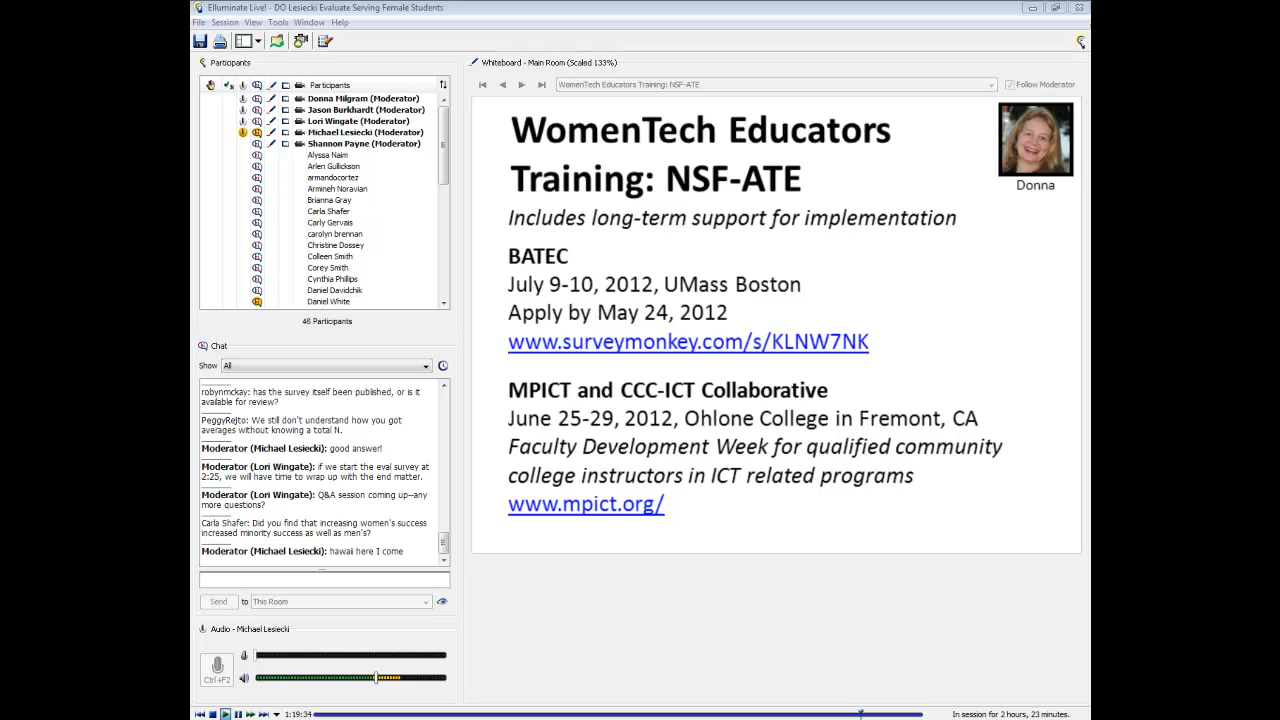 Elluminate Live! - DO Lesiecki Evaluate Serving Female Students
File Session View Tools Window Help
Participants
Participants
Donna Milgram (Moderator)
Jason Burkhardt (Moderator)
Lori Wingate (Moderator)
Michael Lesiecki (Moderator)
Shannon Payne (Moderator)
Alyssa Naim
Arlen Gullickson
armandocortez
Armineh Noravian
Brianna Gray
Carla Shafer
Carly Gervais
carolyn brennan
Christine Dossey
Colleen Smith
Corey Smith
Cynthia Phillips
Daniel Davidchik
Daniel White
46 Participants
Chat
Show All
robynmckay: has the survey itself been published, or is it
available for review?
PeggyRejto: We still don't understand how you got
averages without knowing a total N.
Moderator (Michael Lesiecki): good answer!
Moderator (Lori Wingate): if we start the eval survey at
2:25, we will have time to wrap up with the end matter.
Moderator (Lori Wingate): Q&A session coming up--any
more questions?
Carla Shafer: Did you find that increasing women's success
increased minority success as well as men's?
Moderator (Michael Lesiecki): hawaii here I come
Send to This Room
Audio - Michael Lesiecki
Ctrl+F2
Whiteboard - Main Room (Scaled 133%)
WomenTech Educators Training: NSF-ATE
Follow Moderator
WomenTech Educators
Training: NSF-ATE
Donna
Includes long-term support for implementation
BATEC
July 9-10, 2012, UMass Boston
Apply by May 24, 2012
www.surveymonkey.com/s/KLNW7NK
MPICT and CCC-ICT Collaborative
June 25-29, 2012, Ohlone College in Fremont, CA
Faculty Development Week for qualified community
college instructors in ICT related programs
www.mpict.org/
1:19:34
In session for 2 hours, 23 minutes.